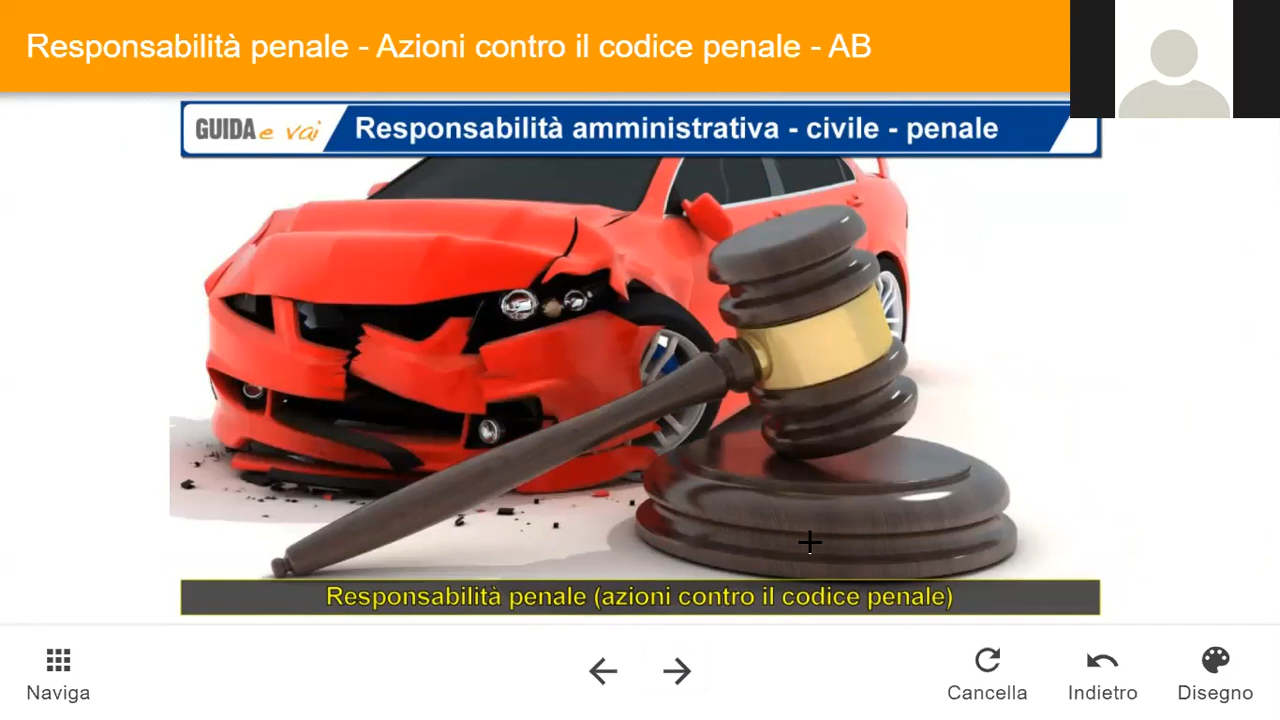 Responsabilità penale - Azioni contro il codice penale - AB
GUIDA e vai
Responsabilità amministrativa - civile - penale
Responsabilità penale (azioni contro il codice penale)
Naviga
Cancella
Indietro
Disegno